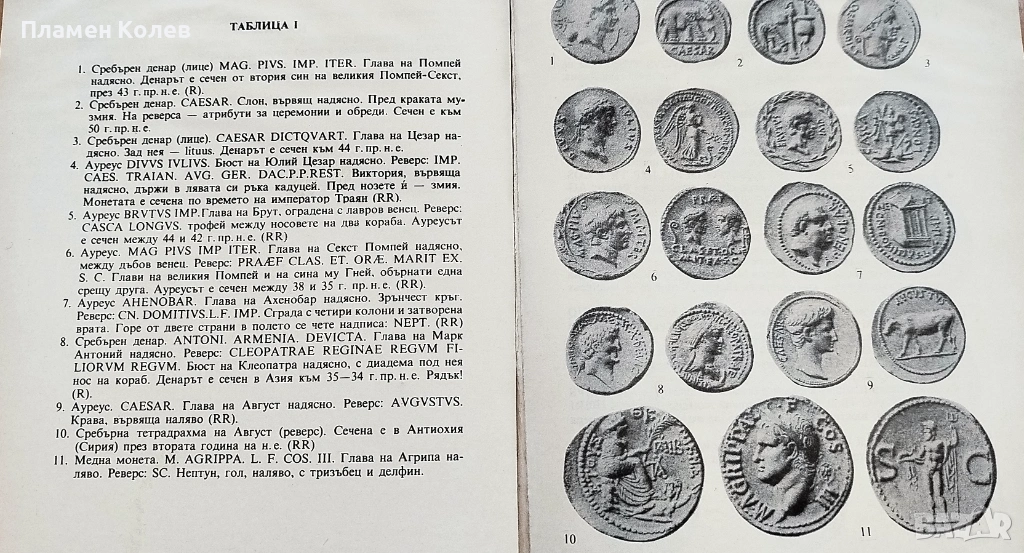 Пламен Колев
ТАБЛИЦА I
1. Сребърен денар (лице) MAG. PIVS. IMP. ITER. Глава на Помпей
надясно. Денарът е сечен от втория син на великия Помпей-Секст,
през 43 г. пр. н. е. (R).
2. Сребърен денар. CAESAR. Слон, вървящ надясно. Пред краката му-
змия. На реверса — атрибути за церемонии и обреди. Сечен е към
50 г. пр. н. е.
3. Сребърен денар (лице). CAESAR DICTQVART. Глава на Цезар на-
дясно. Зад нея — lituus. Денарът е сечен към 44 г. пр. н. е.
4. Ауреус DIVVS IVLIVS. Бюст на Юлий Цезар надясно. Реверс: IMP.
CAES. TRAIAN. AVG. GER. DAC.P.P.REST. Виктория, вървяща
надясно, държи в лявата си ръка кадуцей. Пред нозете ѝ — змия.
Монетата е сечена по времето на император Траян (RR).
5. Ауреус BRVTVS IMP.Глава на Брут, оградена с лавров венец. Реверс:
CASCA LONGVS. трофей между носовете на два кораба. Ауреусът
е сечен между 44 и 42 г. пр. н. е. (RR)
6. Ауреус. MAG PIVS IMP ITER. Глава на Секст Помпей надясно,
между дъбов венец. Реверс: PRAÆF CLAS. ET. ORÆ. MARIT EX.
S. C. Глави на великия Помпей и на сина му Гней, обърнати една
срещу друга. Ауреусът е сечен между 38 и 35 г. пр. н. е. (RR).
7. Ауреус AHENOBAR. Глава на Ахенобар надясно. Зрънчест кръг.
Реверс: CN. DOMITIVS.L.F. IMP. Сграда с четири колони и затворена
врата. Горе от двете страни в полето се чете надписа: NEPT. (RR)
8. Сребърен денар. ANTONI. ARMENIA. DEVICTA. Глава на Марк
Антоний надясно. Реверс: CLEOPATRAE REGINAE REGVM FI-
LIORVM REGVM. Бюст на Клеопатра надясно, с диадема под нея
нос на кораб. Денарът е сечен в Азия към 35—34 г. пр. н. е. Рядък!
(R).
9. Ауреус. CAESAR. Глава на Август надясно. Реверс: AVGVSTVS.
Крава, вървяща наляво (RR).
10. Сребърна тетрадрахма на Август (реверс). Сечена е в Антиохия
(Сирия) през втората година на н. е. (RR)
11. Медна монета. M. AGRIPPA. L. F. COS. III. Глава на Агрипа на-
ляво. Реверс: SC. Нептун, гол, наляво, с тризъбец и делфин.
CAESAR
1 2 3
4 5
6 7
8 9
M AGRIPPA L F COS III
S C
10 11
BAZAR